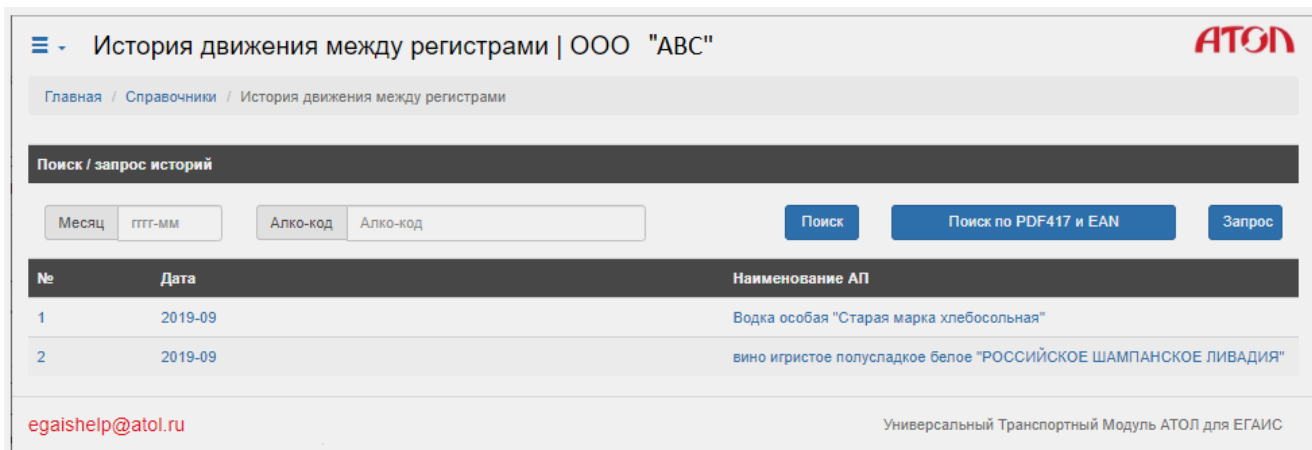 История движения между регистрами | ООО "АВС"
АТОЛ
Главная / Справочники / История движения между регистрами
Поиск / запрос историй
Месяц гггг-мм Алко-код Алко-код Поиск Поиск по PDF417 и EAN Запрос
№ Дата Наименование АП
1 2019-09 Водка особая "Старая марка хлебосольная"
2 2019-09 вино игристое полусладкое белое "РОССИЙСКОЕ ШАМПАНСКОЕ ЛИВАДИЯ"
egaishelp@atol.ru Универсальный Транспортный Модуль АТОЛ для ЕГАИС